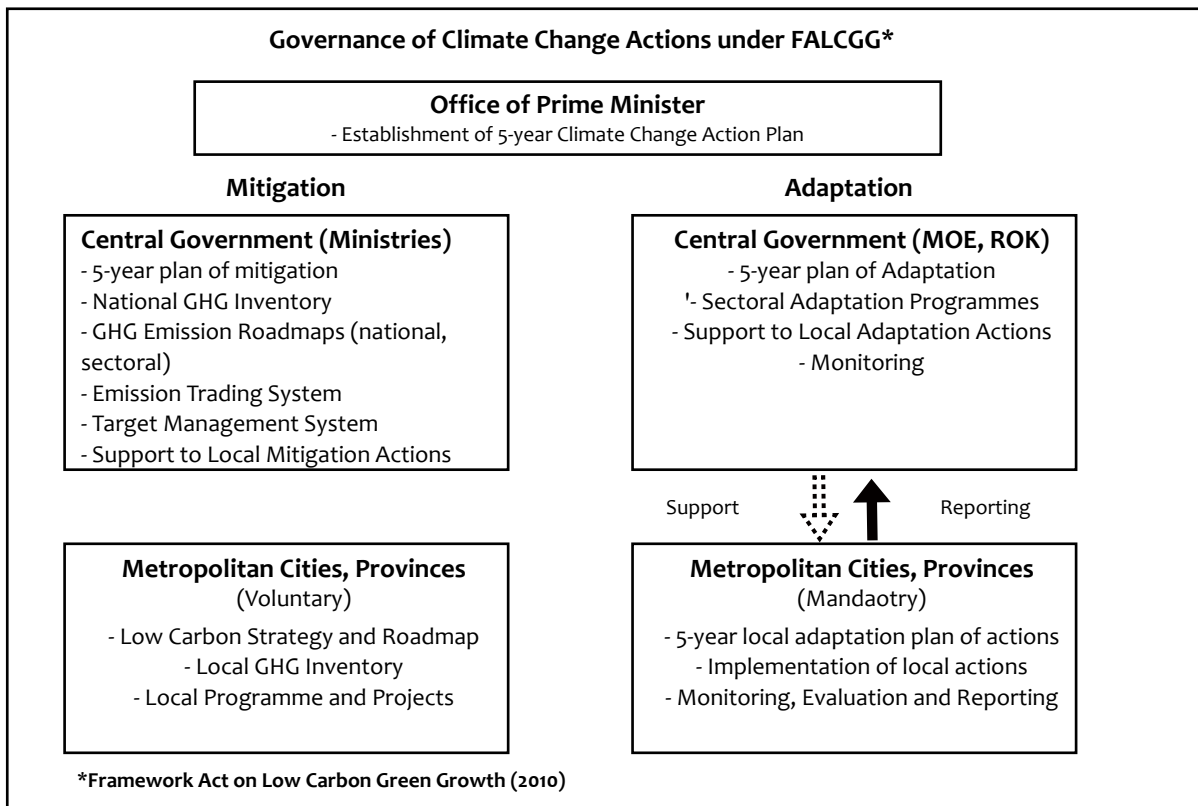 Governance of Climate Change Actions under FALCGG*
Office of Prime Minister
- Establishment of 5-year Climate Change Action Plan
Mitigation
Central Government (Ministries)
- 5-year plan of mitigation
- National GHG Inventory
- GHG Emission Roadmaps (national,
sectoral)
- Emission Trading System
- Target Management System
- Support to Local Mitigation Actions
Metropolitan Cities, Provinces
(Voluntary)
- Low Carbon Strategy and Roadmap
- Local GHG Inventory
- Local Programme and Projects
Adaptation
Central Government (MOE, ROK)
- 5-year plan of Adaptation
'- Sectoral Adaptation Programmes
- Support to Local Adaptation Actions
- Monitoring
Support
Reporting
Metropolitan Cities, Provinces
(Mandaotry)
- 5-year local adaptation plan of actions
- Implementation of local actions
- Monitoring, Evaluation and Reporting
*Framework Act on Low Carbon Green Growth (2010)